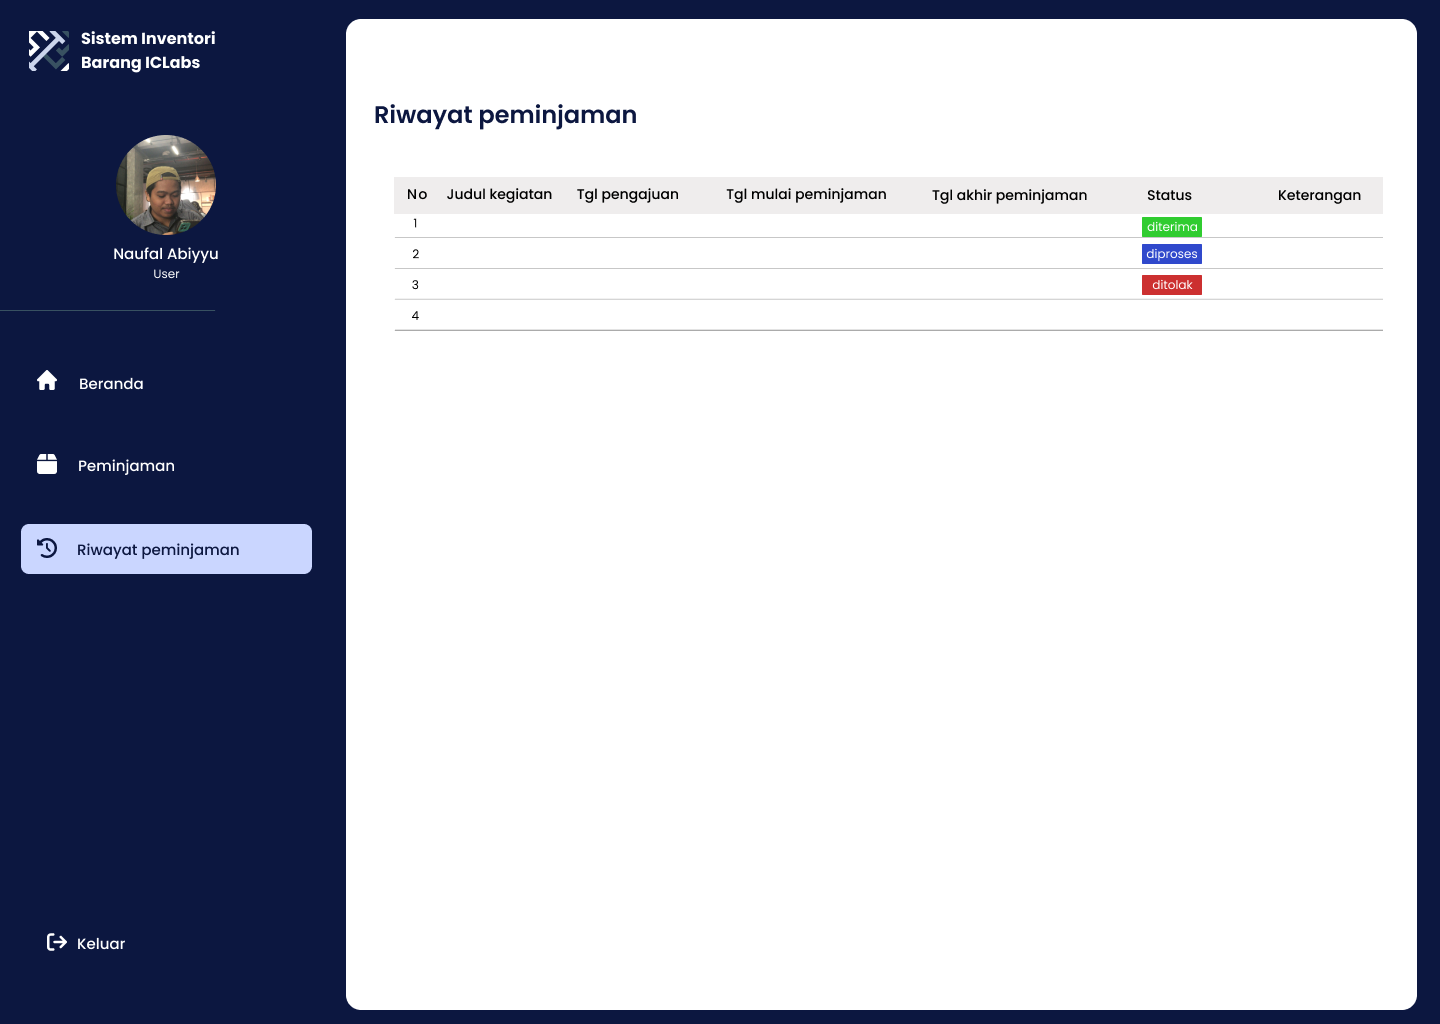 Sistem Inventori
Barang ICLabs
Naufal Abiyyu
User
Beranda
Peminjaman
Riwayat peminjaman
Keluar
Riwayat peminjaman
No Judul kegiatan Tgl pengajuan Tgl mulai peminjaman Tgl akhir peminjaman Status Keterangan
1 diterima
2 diproses
3 ditolak
4